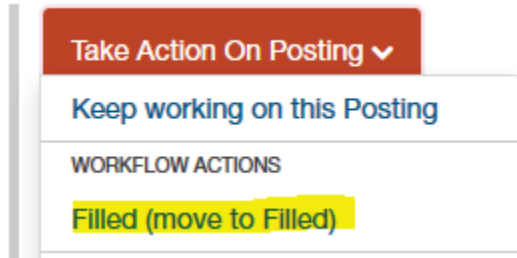 Take Action On Posting
Keep working on this Posting
WORKFLOW ACTIONS
Filled (move to Filled)